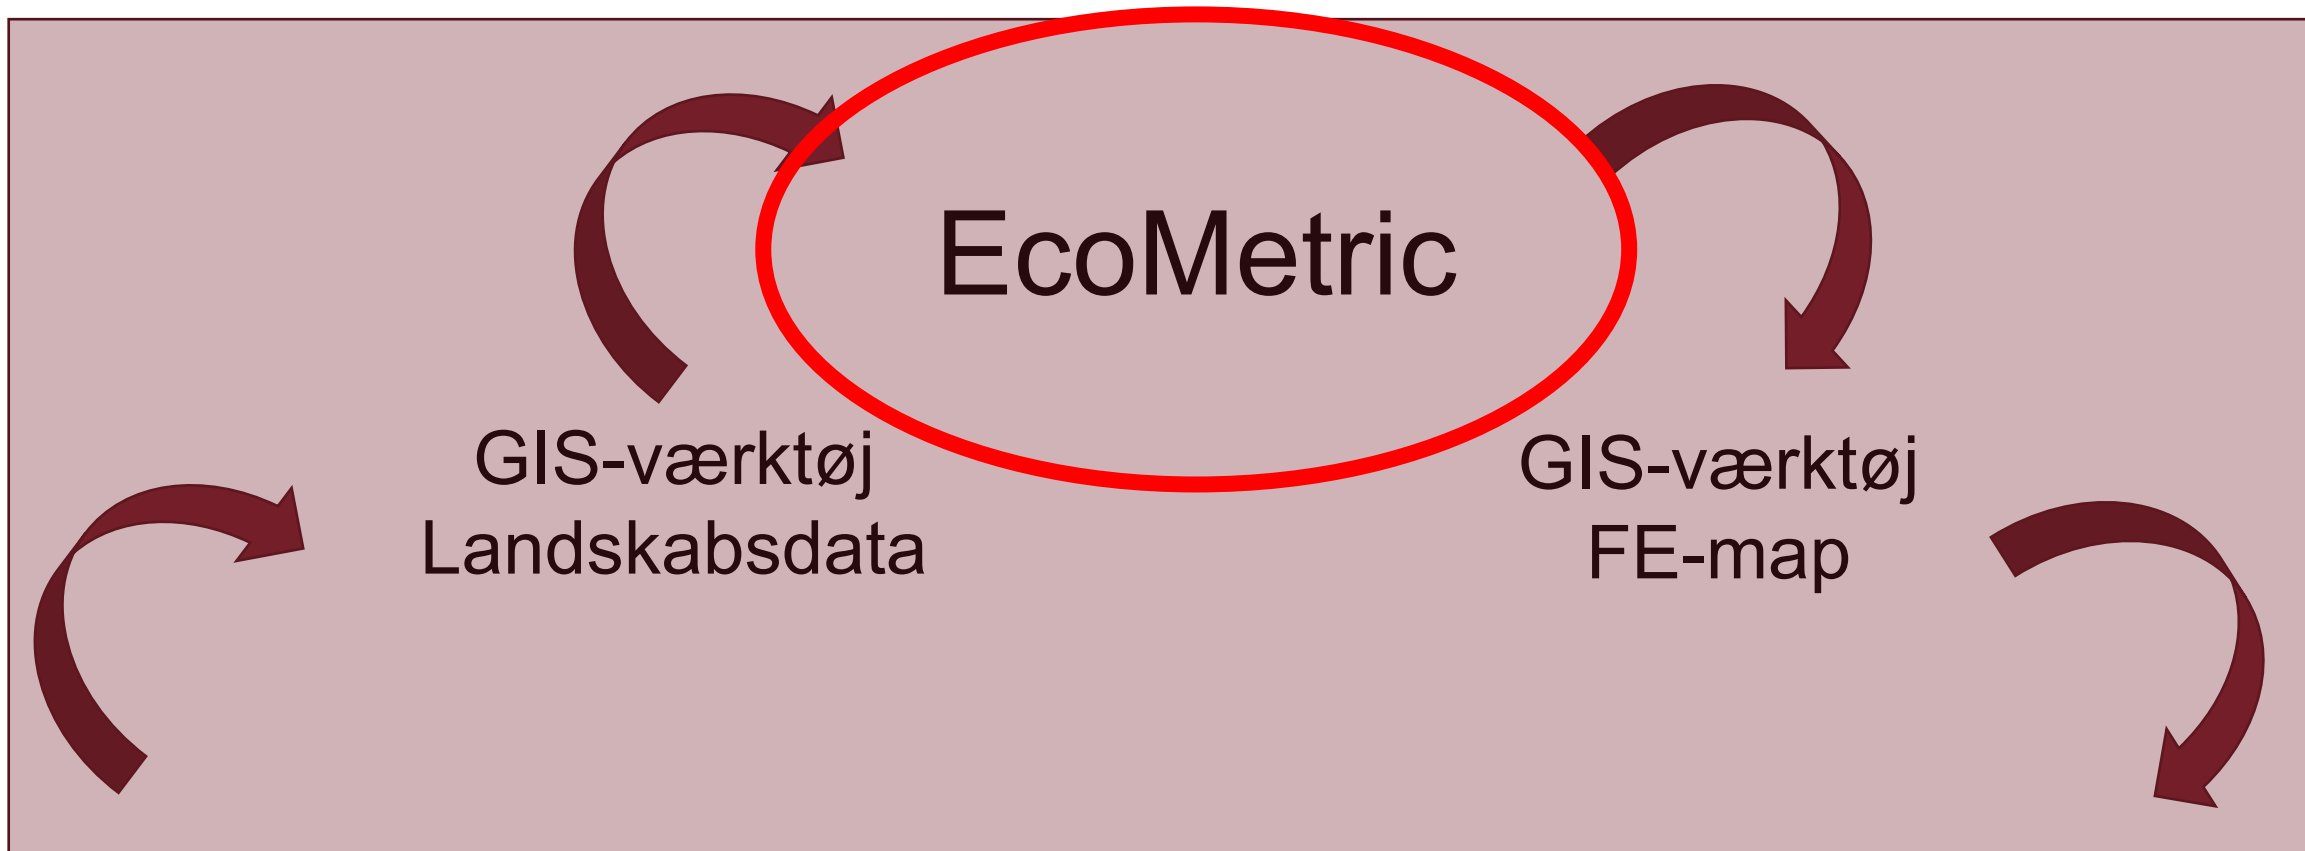 EcoMetric
GIS-værktøj
Landskabsdata
GIS-værktøj
FE-map